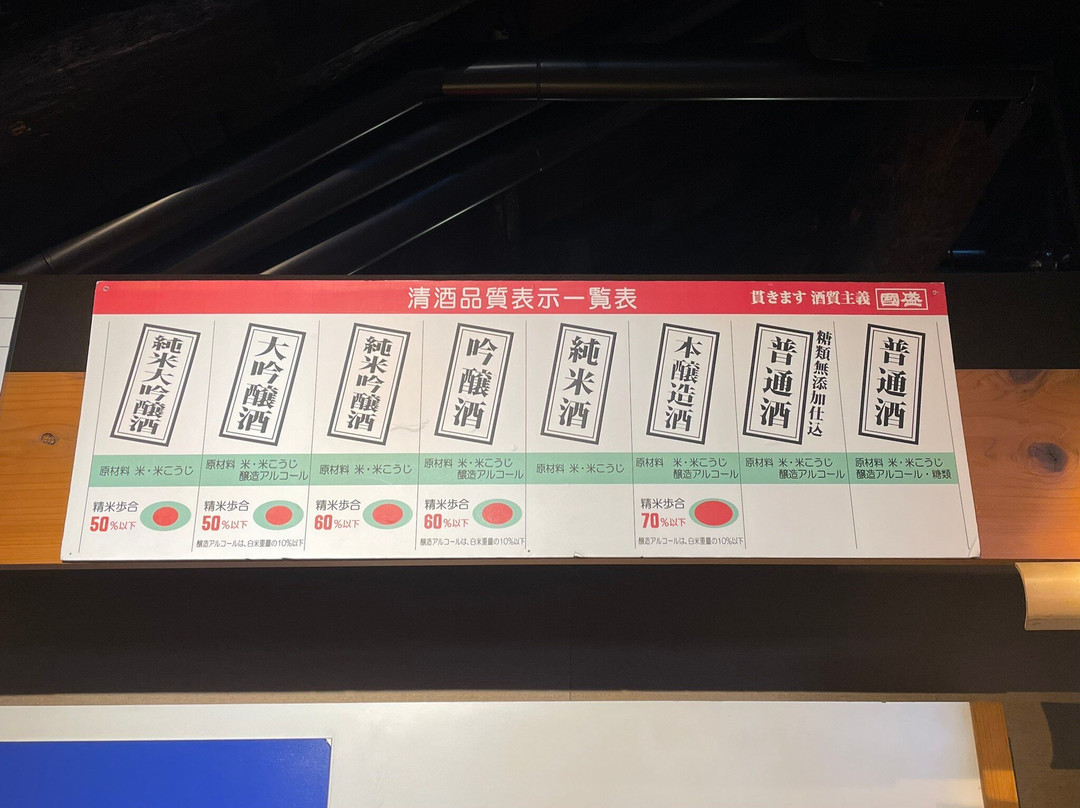 清酒品質表示一覧表
貫きます 酒質主義 國盛
純米大吟醸酒
原材料 米・米こうじ
精米歩合
50%以下
大吟醸酒
原材料 米・米こうじ
醸造アルコール
精米歩合
50%以下
醸造アルコールは、白米重量の10%以下
純米吟醸酒
原材料 米・米こうじ
精米歩合
60%以下
吟醸酒
原材料 米・米こうじ
醸造アルコール
精米歩合
60%以下
醸造アルコールは、白米重量の10%以下
純米酒
原材料 米・米こうじ
本醸造酒
原材料 米・米こうじ
醸造アルコール
精米歩合
70%以下
醸造アルコールは、白米重量の10%以下
糖類無添加仕込
普通酒
原材料 米・米こうじ
醸造アルコール
普通酒
原材料 米・米こうじ
醸造アルコール・糖類